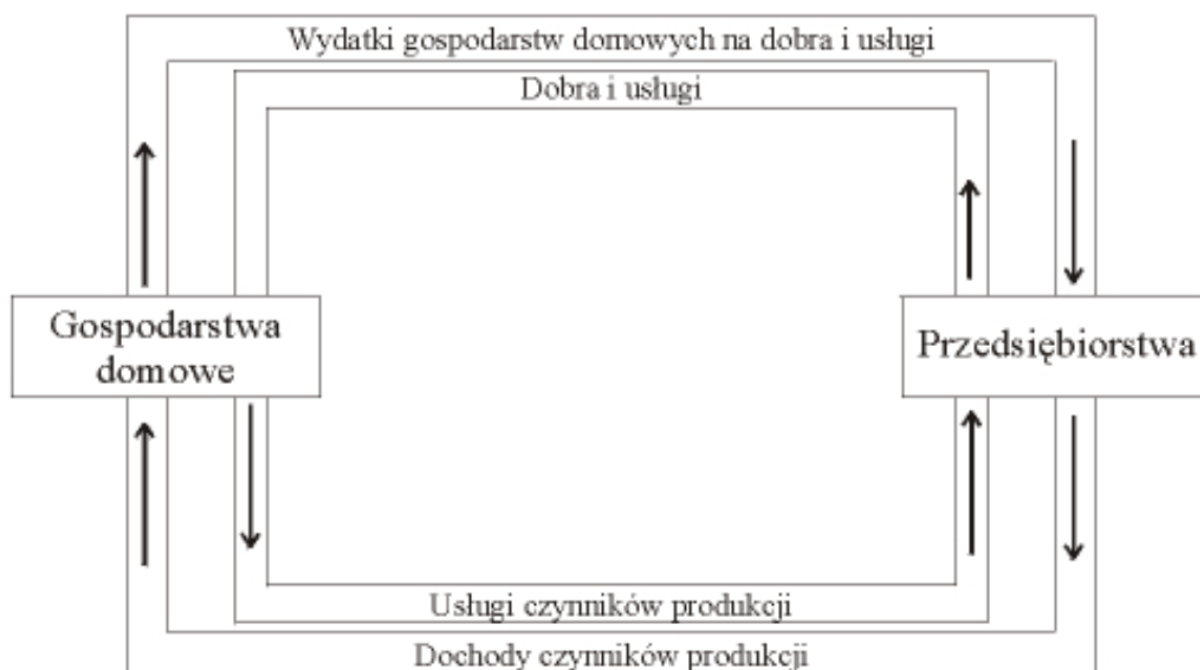 Wydatki gospodarstw domowych na dobra i usługi
Dobra i usługi
Gospodarstwa
domowe
Przedsiębiorstwa
Usługi czynników produkcji
Dochody czynników produkcji